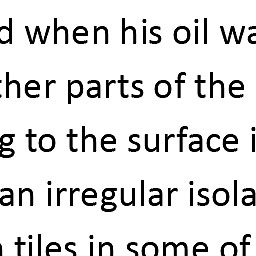 d when his oil wa
ther parts of the
g to the surface i
an irregular isola
tiles in some of